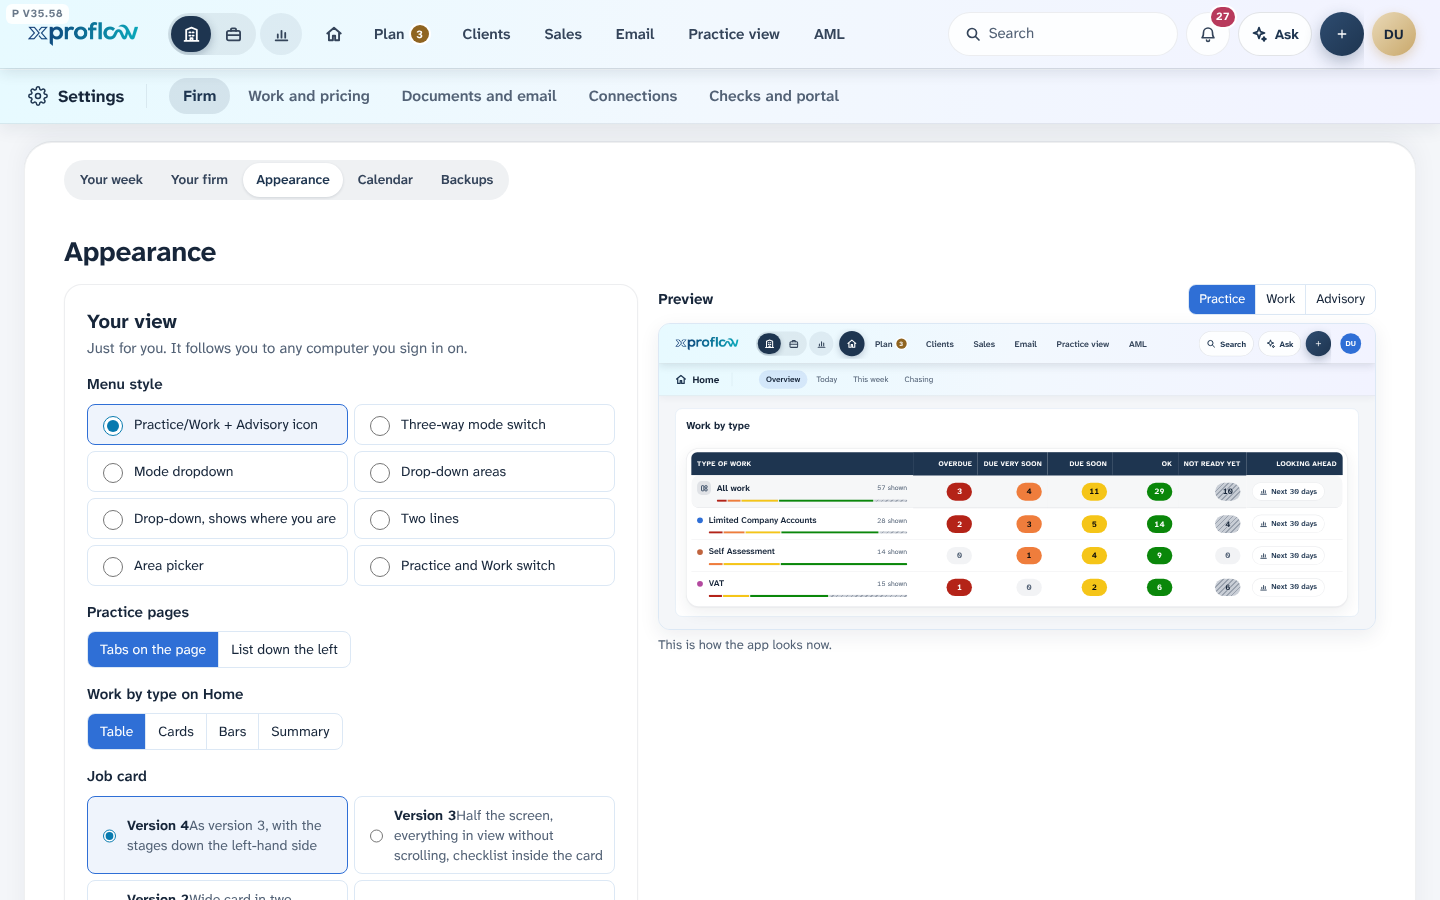 P V35.58
xproflow
Plan 3
Clients
Sales
Email
Practice view
AML
Search
27
Ask
DU
Settings
Firm
Work and pricing
Documents and email
Connections
Checks and portal
Your week
Your firm
Appearance
Calendar
Backups
Appearance
Your view
Just for you. It follows you to any computer you sign in on.
Menu style
Practice/Work + Advisory icon
Three-way mode switch
Mode dropdown
Drop-down areas
Drop-down, shows where you are
Two lines
Area picker
Practice and Work switch
Practice pages
Tabs on the page
List down the left
Work by type on Home
Table
Cards
Bars
Summary
Job card
Version 4As version 3, with the
stages down the left-hand side
Version 3Half the screen,
everything in view without
scrolling, checklist inside the card
Version 2Wide card in two
Preview
Practice
Work
Advisory
xproflow
Plan 3
Clients
Sales
Email
Practice view
AML
Search
Ask
DU
Home
Overview
Today
This week
Chasing
Work by type
TYPE OF WORK OVERDUE DUE VERY SOON DUE SOON OK NOT READY YET LOOKING AHEAD
All work 57 shown 3 4 11 29 10 Next 30 days
Limited Company Accounts 28 shown 2 3 5 14 4 Next 30 days
Self Assessment 14 shown 0 1 4 9 0 Next 30 days
VAT 15 shown 1 0 2 6 6 Next 30 days
This is how the app looks now.